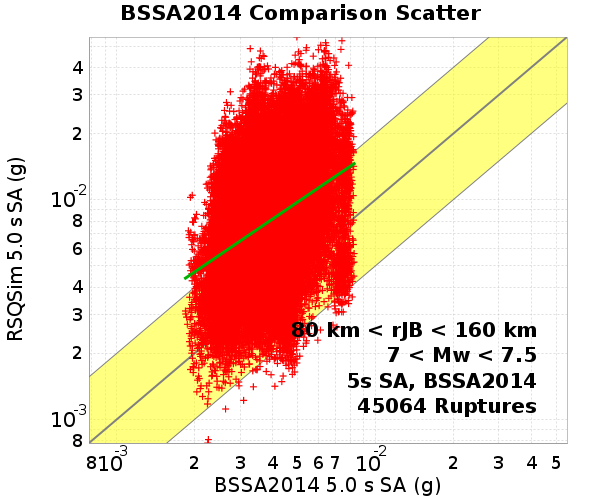 BSSA2014 Comparison Scatter
RSQSim 5.0 s SA (g)
4
3
2
10⁻²
8
6
4
3
2
10⁻³
8
80 km < rJB < 160 km
7 < Mw < 7.5
5s SA, BSSA2014
45064 Ruptures
810⁻³ 2 3 4 5 6 7 10⁻² 2 3 4 5
BSSA2014 5.0 s SA (g)